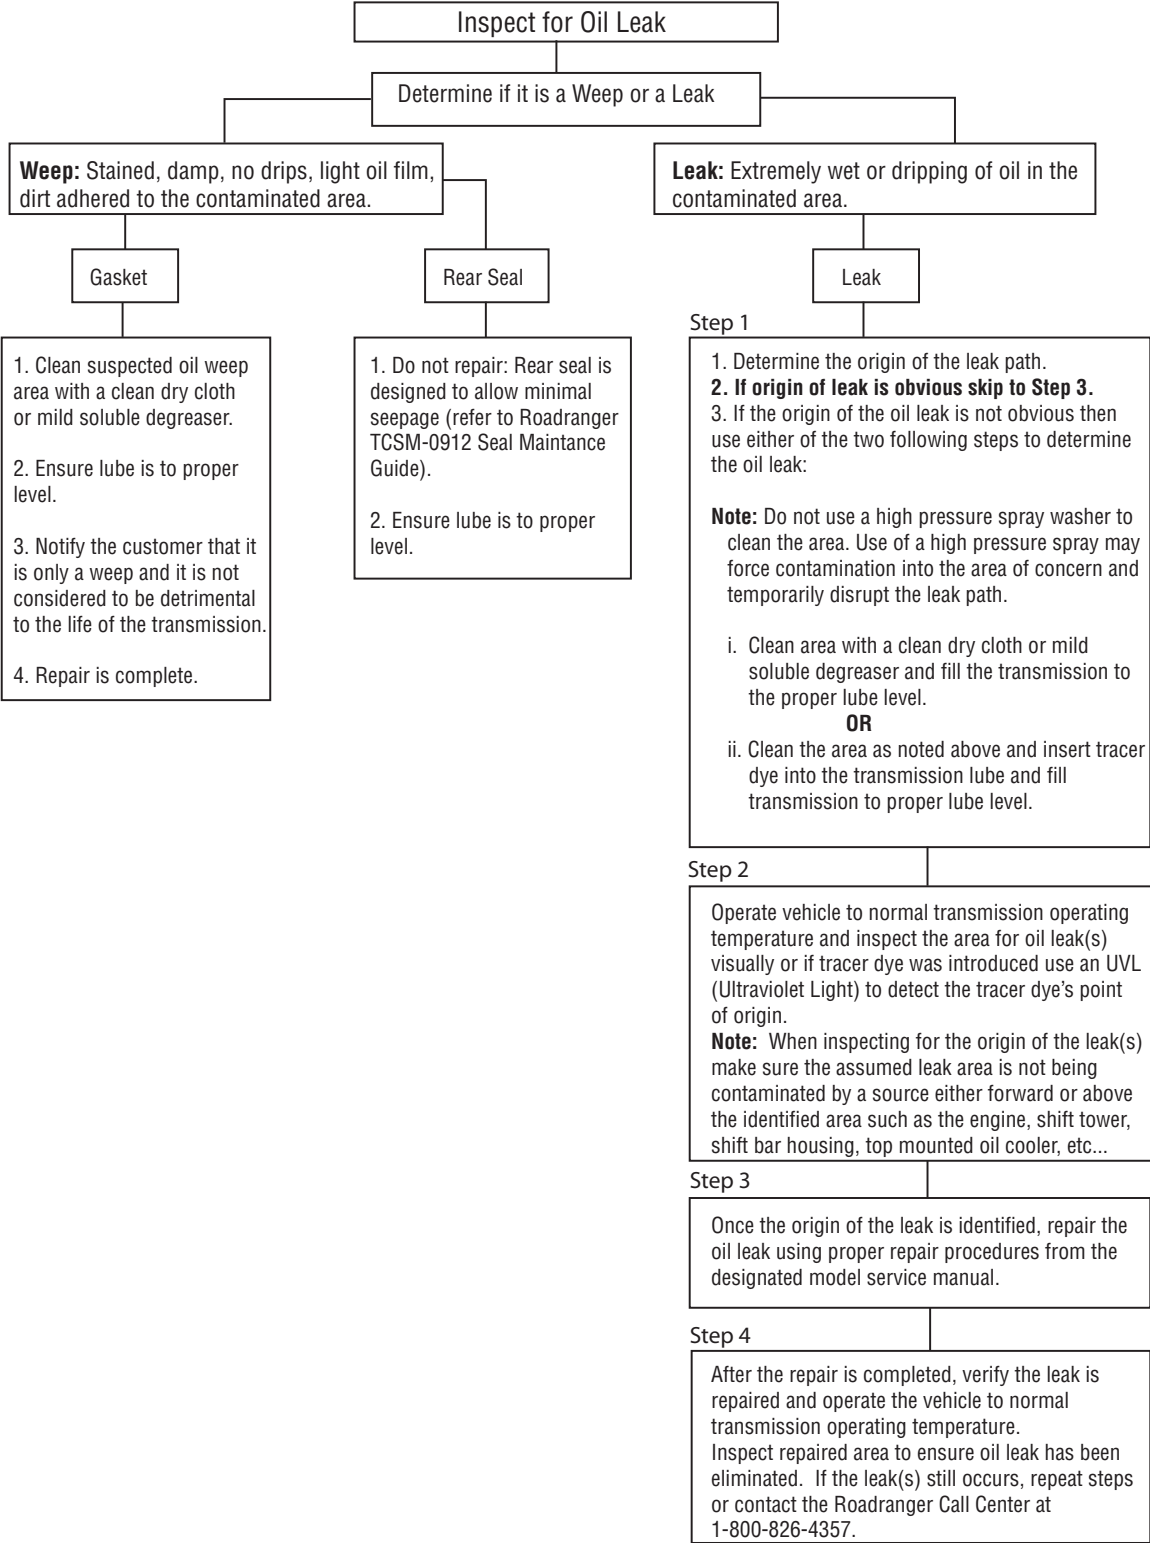 Inspect for Oil Leak
Determine if it is a Weep or a Leak
Weep: Stained, damp, no drips, light oil film,
dirt adhered to the contaminated area.
Gasket
1. Clean suspected oil weep
area with a clean dry cloth
or mild soluble degreaser.
2. Ensure lube is to proper
level.
3. Notify the customer that it
is only a weep and it is not
considered to be detrimental
to the life of the transmission.
4. Repair is complete.
Rear Seal
1. Do not repair: Rear seal is
designed to allow minimal
seepage (refer to Roadranger
TCSM-0912 Seal Maintance
Guide).
2. Ensure lube is to proper
level.
Leak: Extremely wet or dripping of oil in the
contaminated area.
Leak
Step 1
1. Determine the origin of the leak path.
2. If origin of leak is obvious skip to Step 3.
3. If the origin of the oil leak is not obvious then
use either of the two following steps to determine
the oil leak:
Note: Do not use a high pressure spray washer to
clean the area. Use of a high pressure spray may
force contamination into the area of concern and
temporarily disrupt the leak path.
i. Clean area with a clean dry cloth or mild
soluble degreaser and fill the transmission to
the proper lube level.
OR
ii. Clean the area as noted above and insert tracer
dye into the transmission lube and fill
transmission to proper lube level.
Step 2
Operate vehicle to normal transmission operating
temperature and inspect the area for oil leak(s)
visually or if tracer dye was introduced use an UVL
(Ultraviolet Light) to detect the tracer dye's point
of origin.
Note: When inspecting for the origin of the leak(s)
make sure the assumed leak area is not being
contaminated by a source either forward or above
the identified area such as the engine, shift tower,
shift bar housing, top mounted oil cooler, etc...
Step 3
Once the origin of the leak is identified, repair the
oil leak using proper repair procedures from the
designated model service manual.
Step 4
After the repair is completed, verify the leak is
repaired and operate the vehicle to normal
transmission operating temperature.
Inspect repaired area to ensure oil leak has been
eliminated. If the leak(s) still occurs, repeat steps
or contact the Roadranger Call Center at
1-800-826-4357.